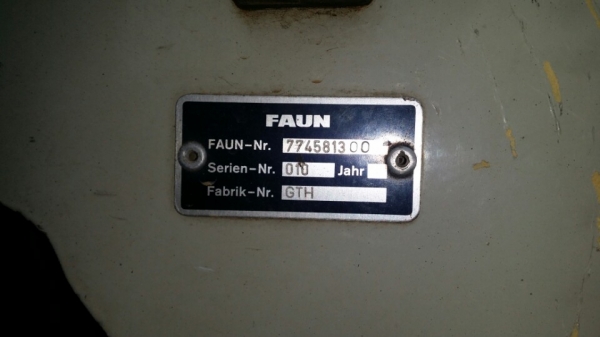 FAUN
FAUN-Nr. 774581300
Serien-Nr. 010 Jahr
Fabrik-Nr. GTH